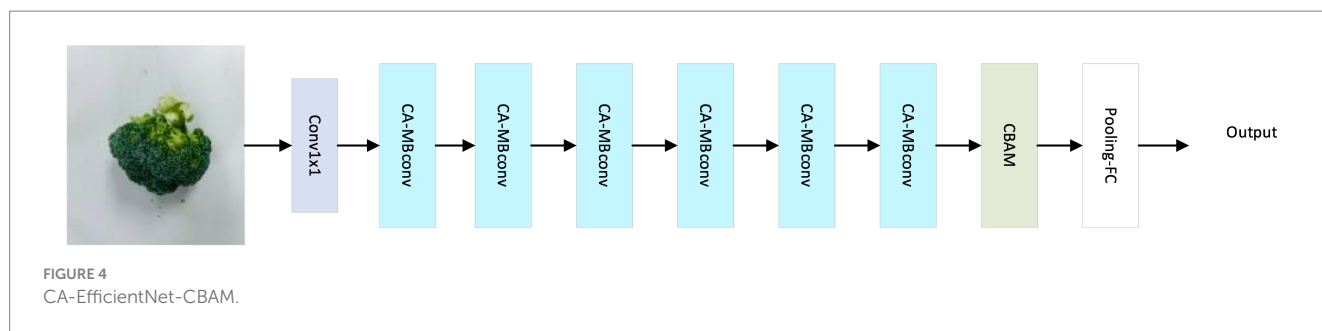 Conv1x1
CA-MBconv
CA-MBconv
CA-MBconv
CA-MBconv
CA-MBconv
CA-MBconv
CBAM
Pooling-FC
Output
FIGURE 4
CA-EfficientNet-CBAM.